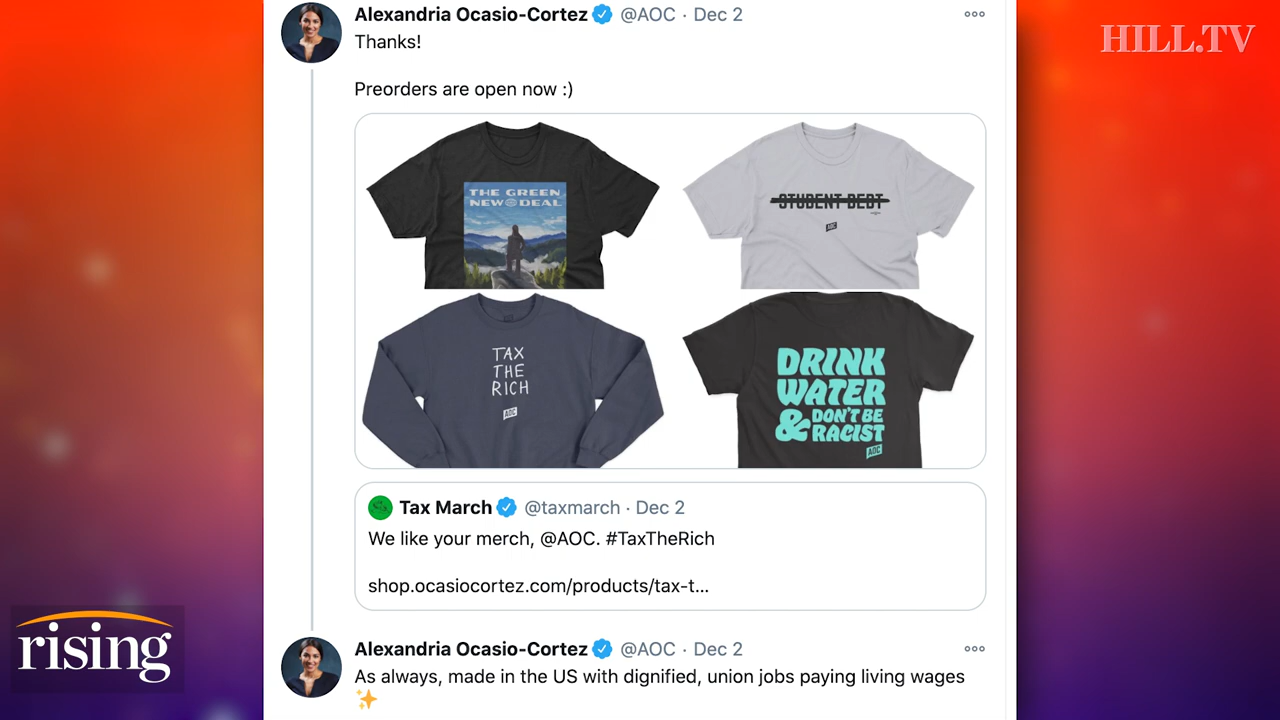 HILL.TV
Alexandria Ocasio-Cortez @AOC · Dec 2
Thanks!
Preorders are open now :)
THE GREEN
NEW DEAL
STUDENT DEBT
AOC
TAX
THE
RICH
AOC
DRINK
WATER
& DON'T BE
RACIST
AOC
Tax March @taxmarch · Dec 2
We like your merch, @AOC. #TaxTheRich
shop.ocasiocortez.com/products/tax-t...
rising
Alexandria Ocasio-Cortez @AOC · Dec 2
As always, made in the US with dignified, union jobs paying living wages
✨